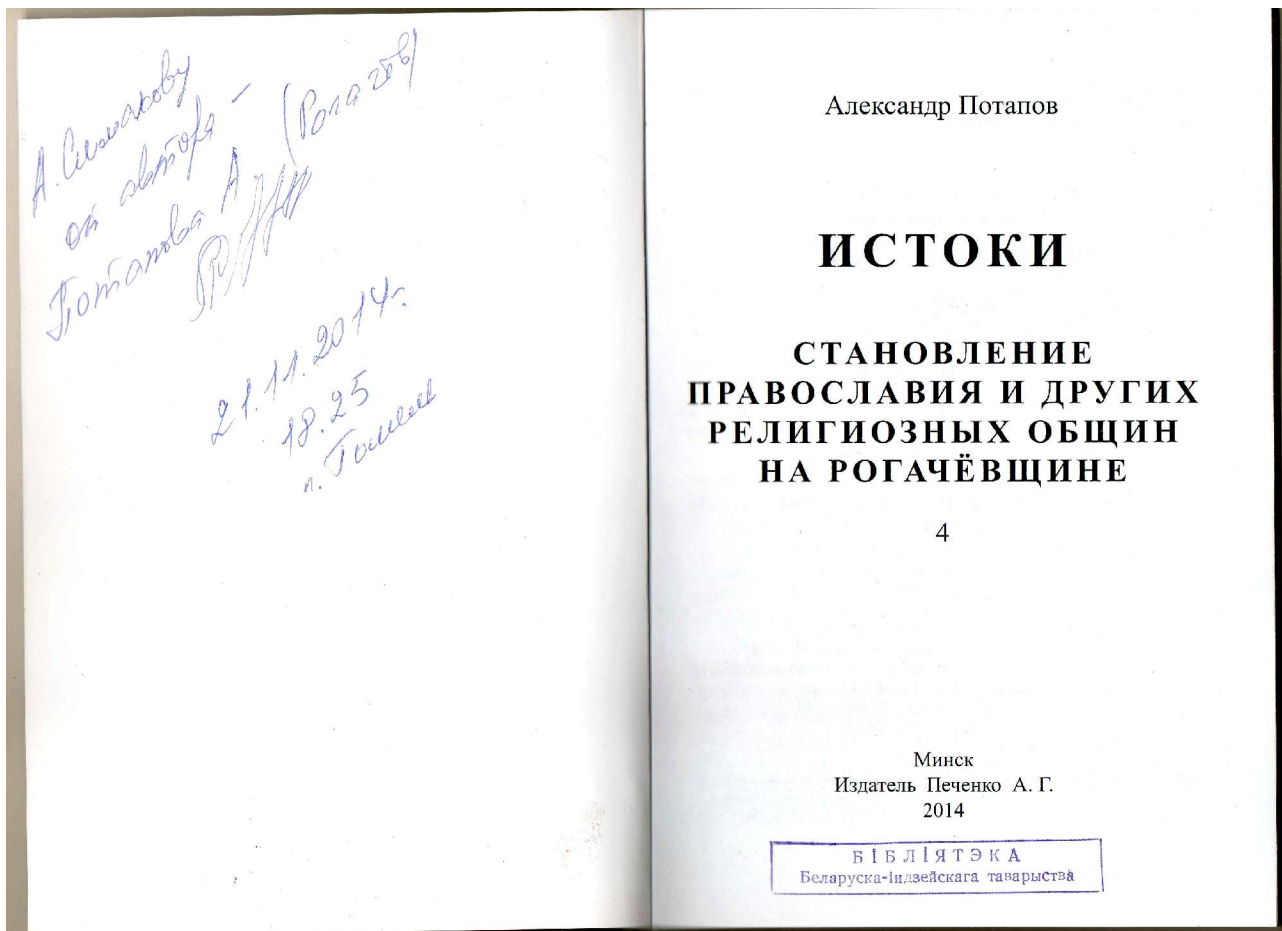 А. Симакову
от автора –
Потапова А (Рогачёв)
21.11.2014г.
18.25
г. Гомель
Александр Потапов
ИСТОКИ
СТАНОВЛЕНИЕ
ПРАВОСЛАВИЯ И ДРУГИХ
РЕЛИГИОЗНЫХ ОБЩИН
НА РОГАЧЁВЩИНЕ
4
Минск
Издатель Печенко А. Г.
2014
БІБЛІЯТЭКА
Беларуска-індзейскага таварыства